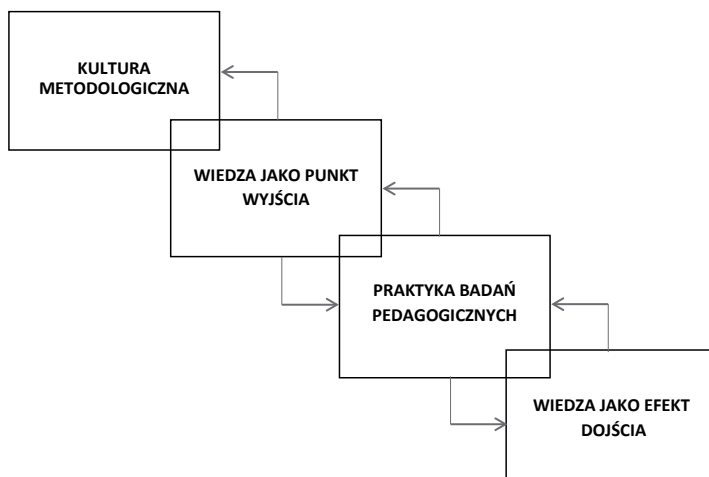 KULTURA
METODOLOGICZNA
WIEDZA JAKO PUNKT
WYJŚCIA
PRAKTYKA BADAŃ
PEDAGOGICZNYCH
WIEDZA JAKO EFEKT
DOJŚCIA